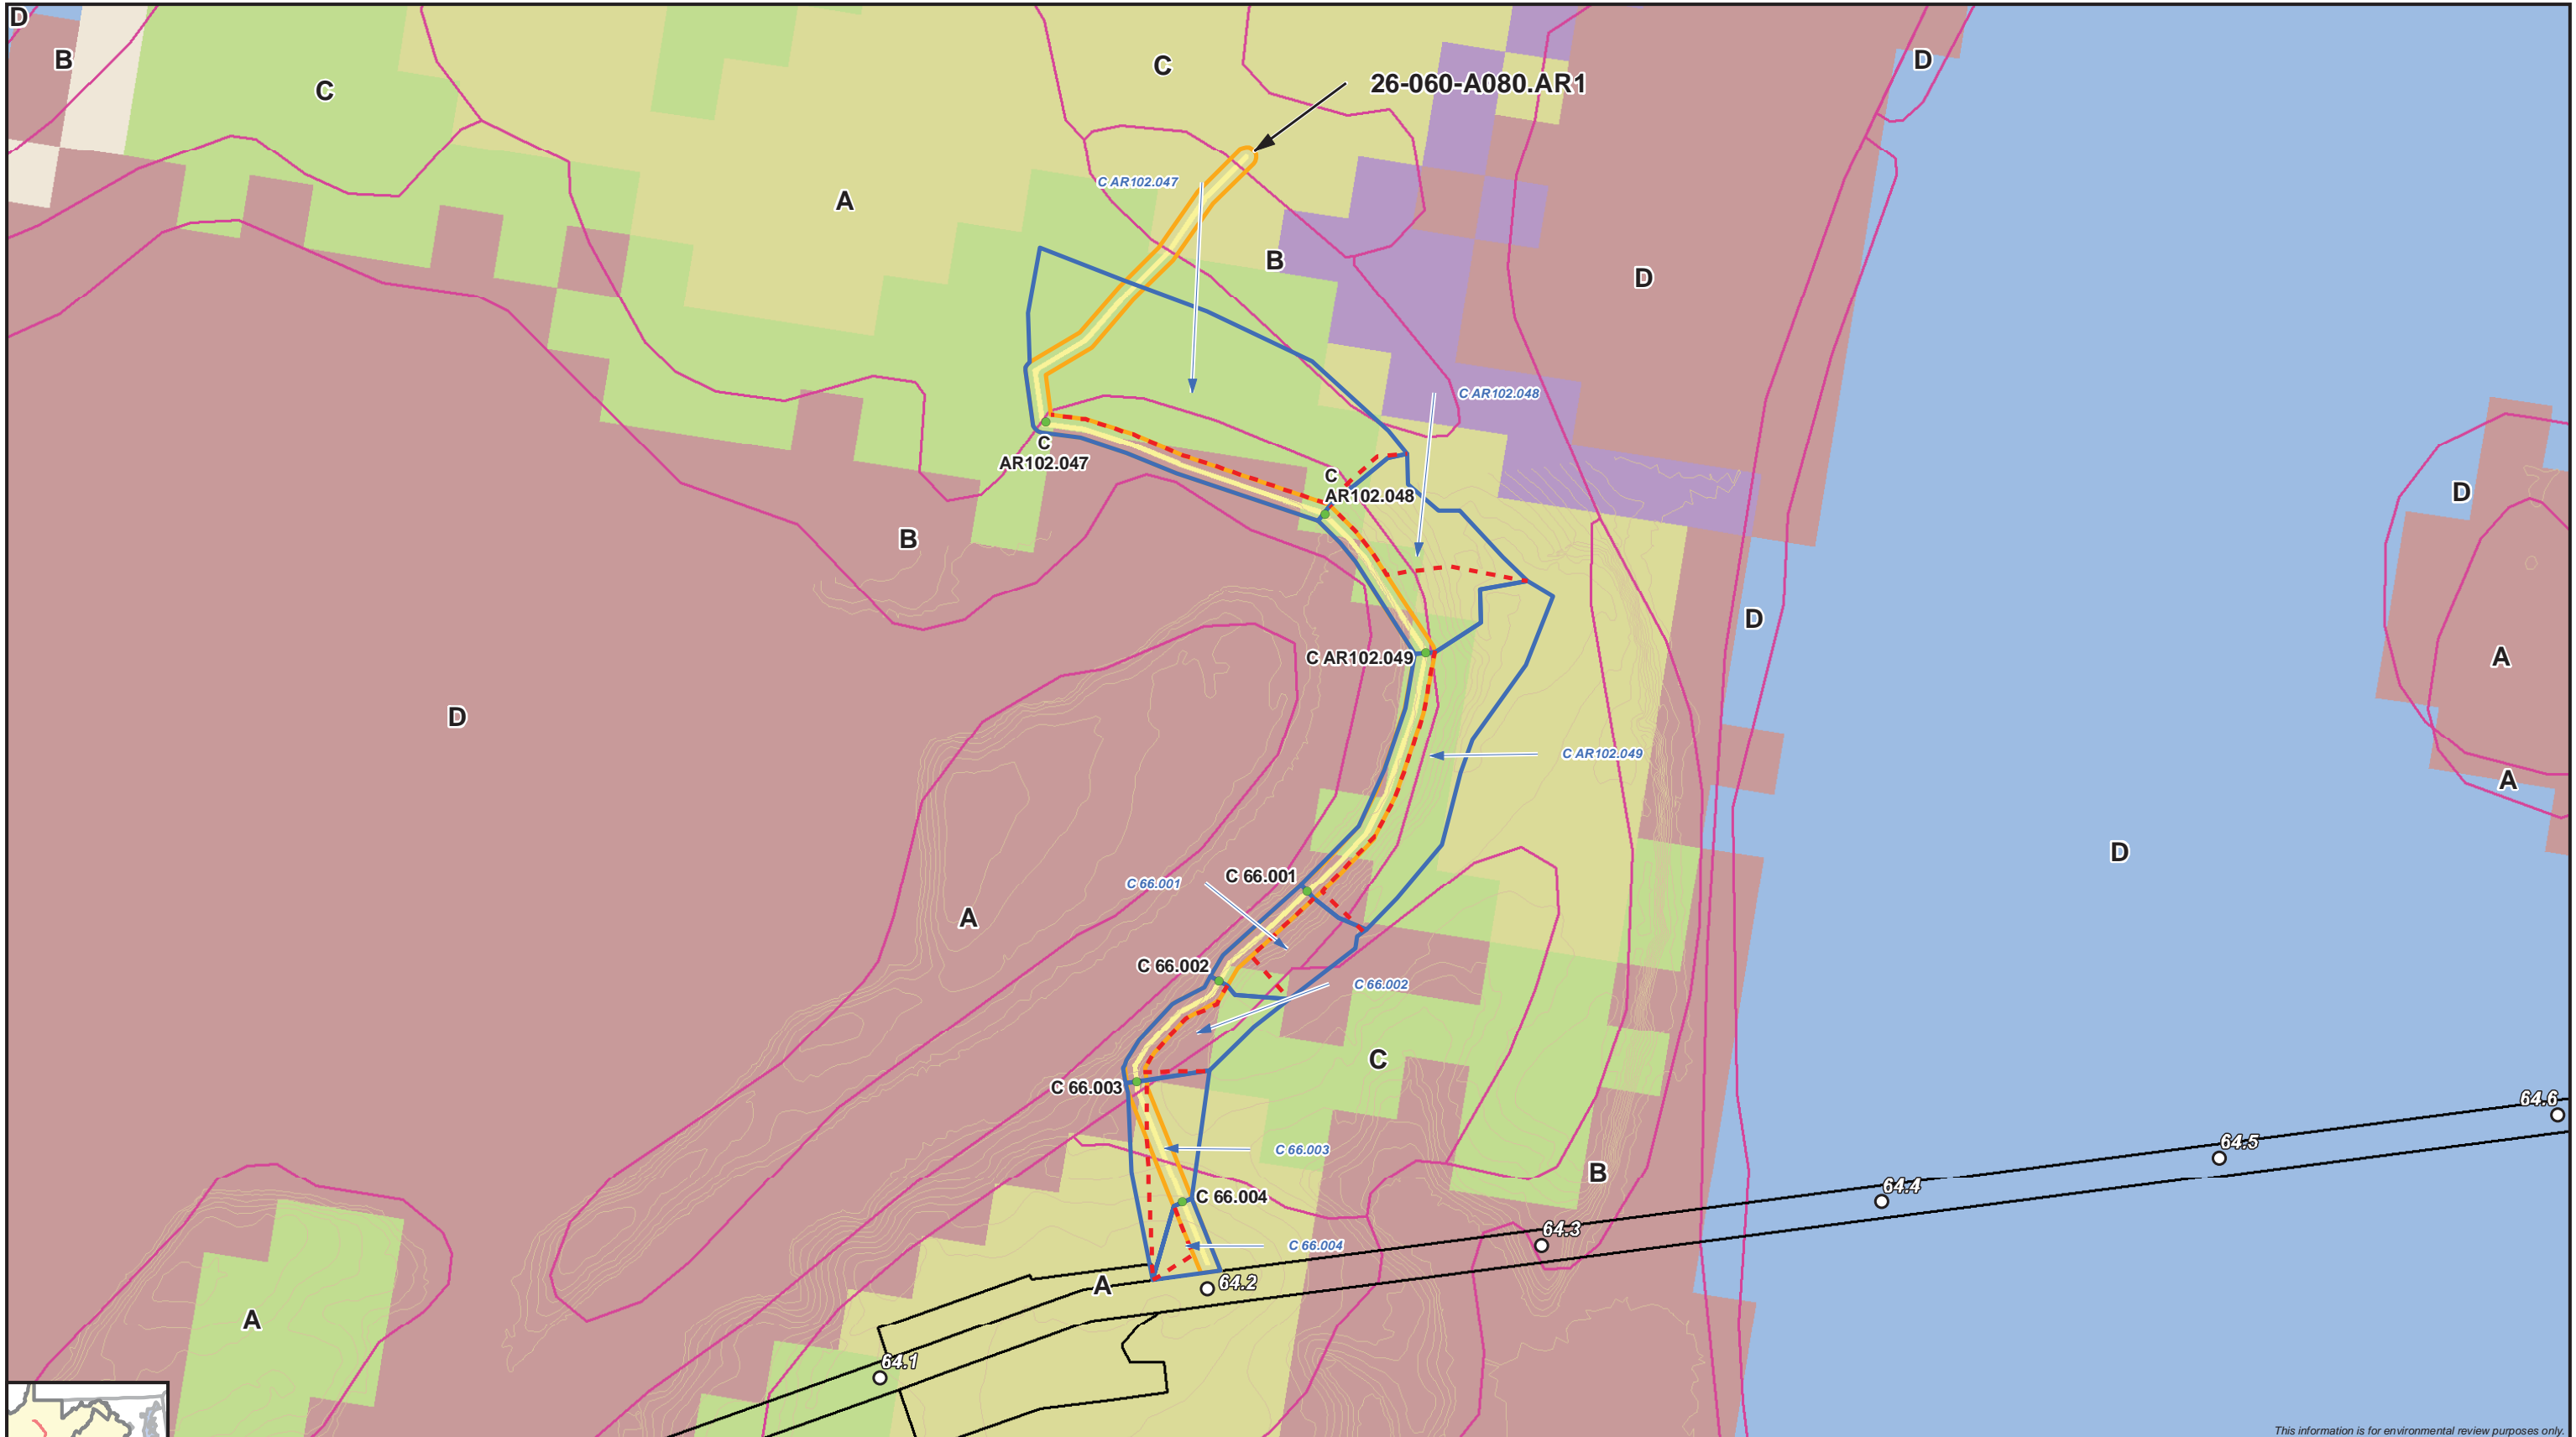 D
B
C
C
26-060-A080.AR1
D
C AR102.047
A
B
D
C AR102.048
C
AR102.047
C
AR102.048
D
B
D
C AR102.049
A
D
C AR102.049
A
D
C 66.001
C 66.001
A
C 66.002
C 66.002
C
C 66.003
64.6
64.5
C 66.003
B
64.4
C 66.004
64.3
C 66.004
A
64.2
A
64.1
This information is for environmental review purposes only.